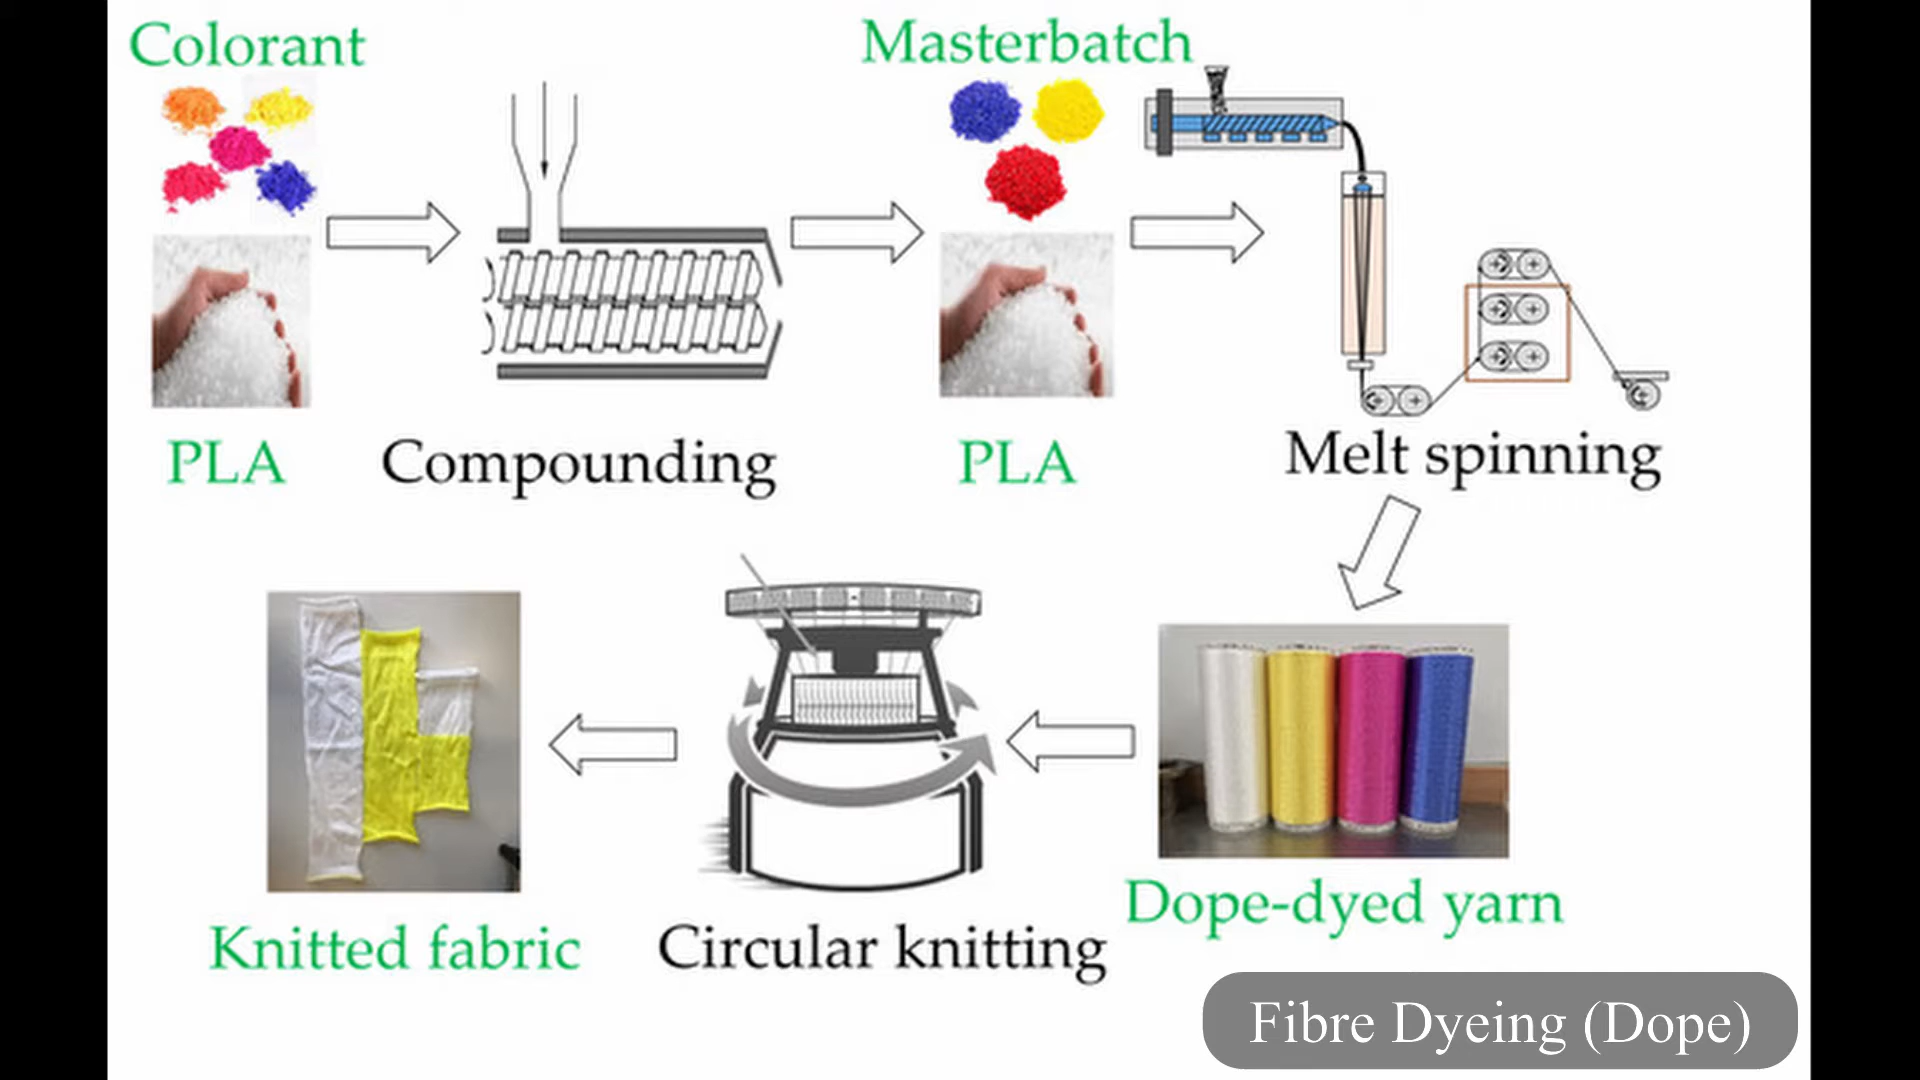 Colorant
Masterbatch
PLA
Compounding
PLA
Melt spinning
Dope-dyed yarn
Circular knitting
Knitted fabric
Fibre Dyeing (Dope)